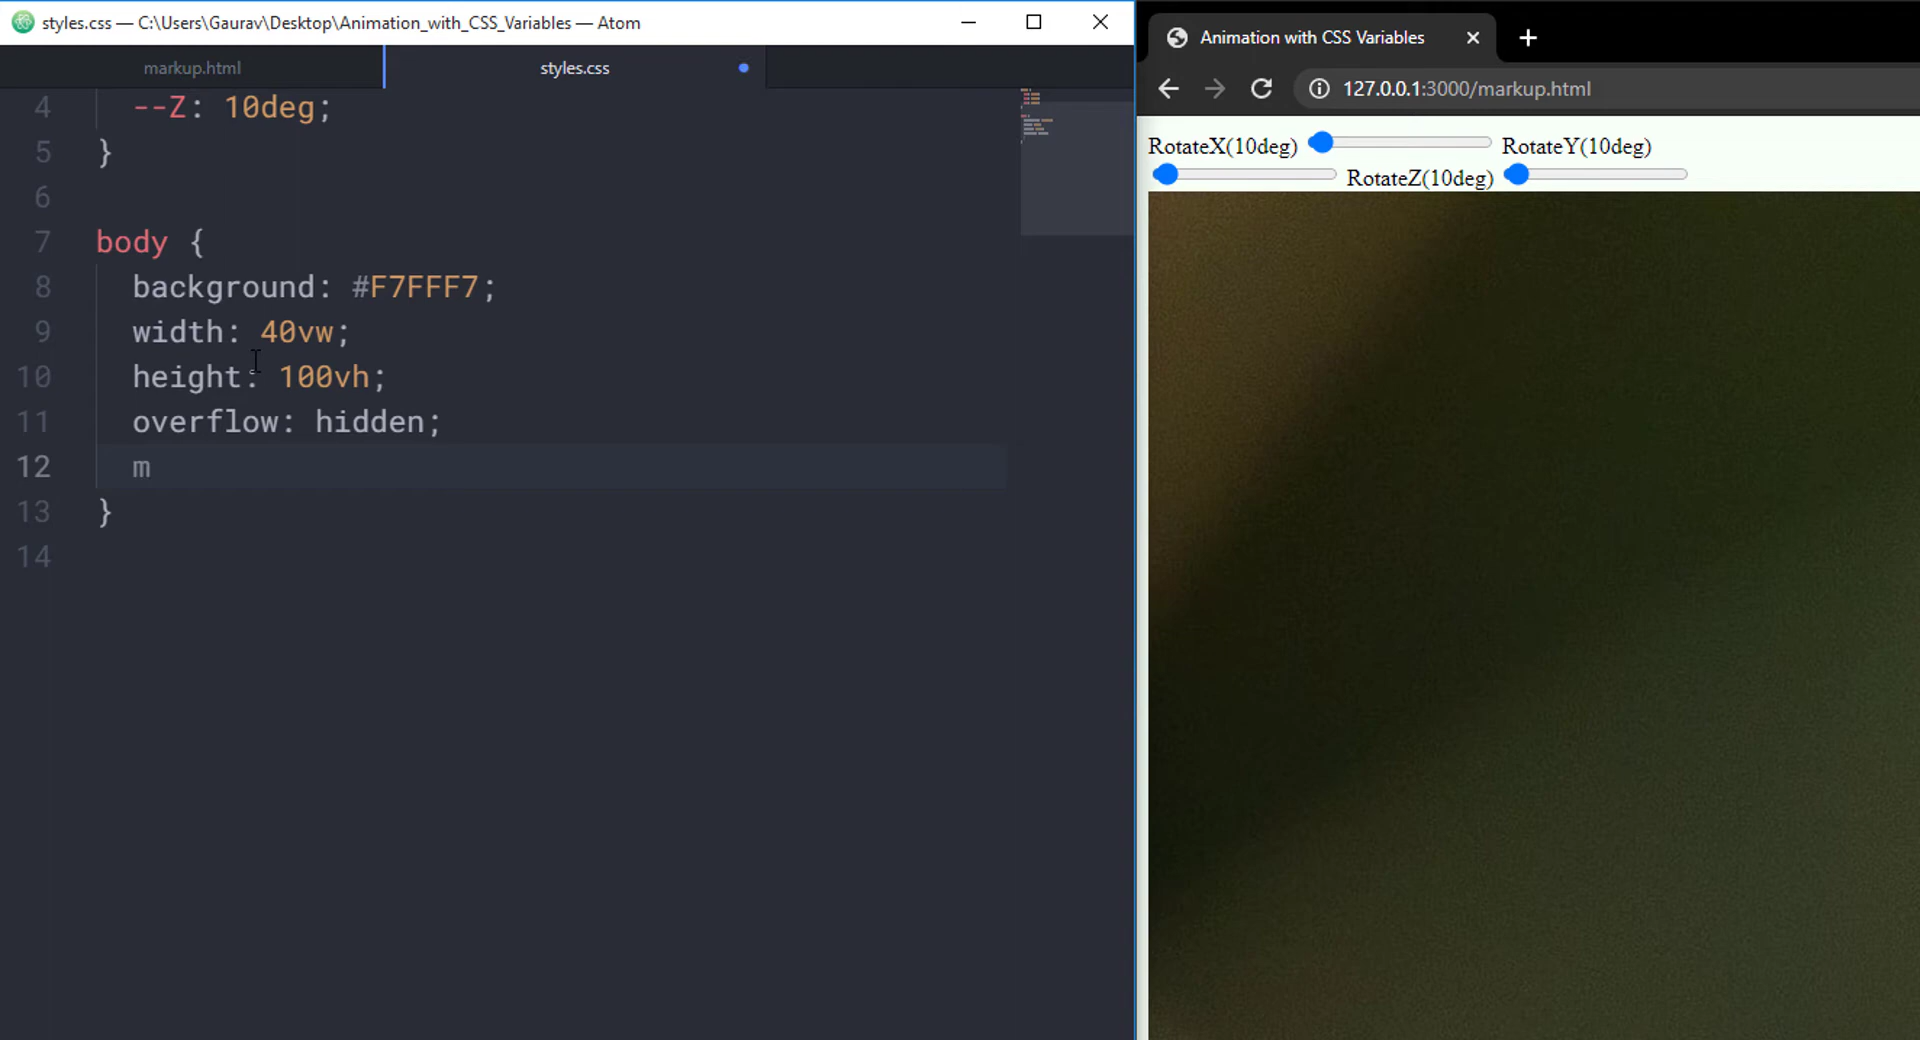 styles.css — C:\Users\Gaurav\Desktop\Animation_with_CSS_Variables — Atom
markup.html
styles.css
4 --Z: 10deg;
5 }
6
7 body {
8 background: #F7FFF7;
9 width: 40vw;
10 height: 100vh;
11 overflow: hidden;
12 m
13 }
14
Animation with CSS Variables
127.0.0.1:3000/markup.html
RotateX(10deg) RotateY(10deg)
RotateZ(10deg)